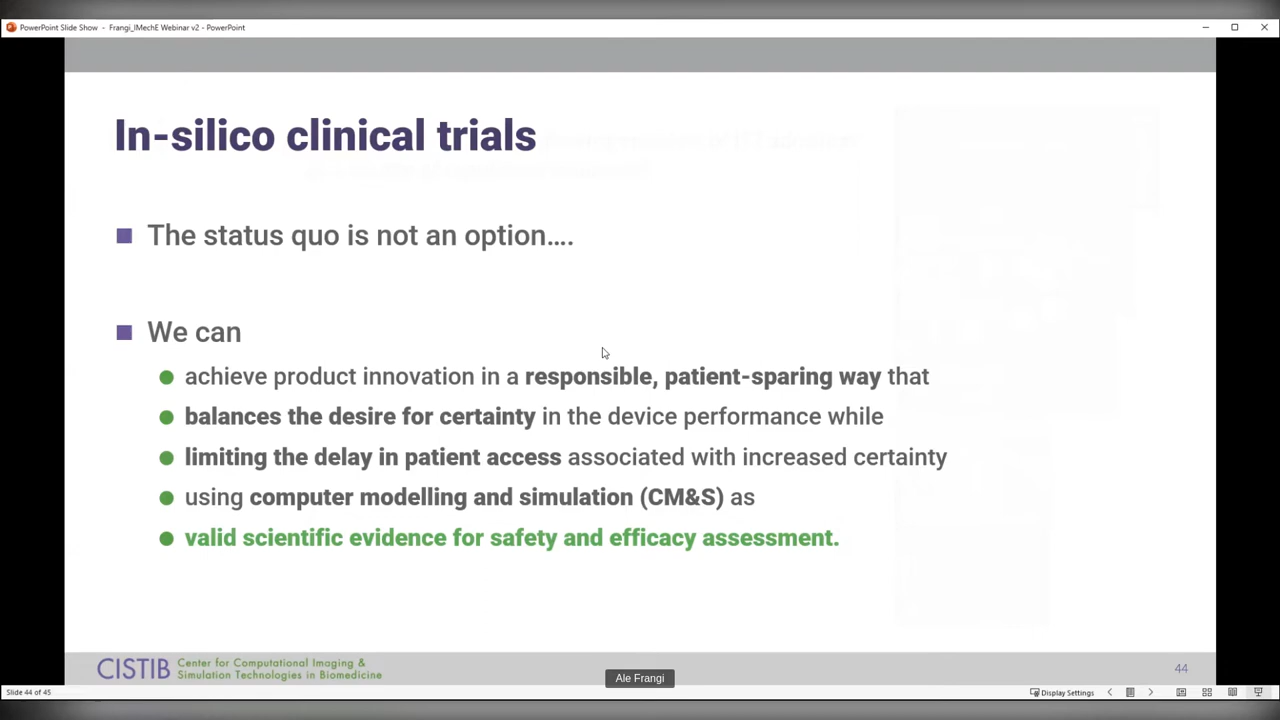 PowerPoint Slide Show - Frangi_IMechE Webinar v2 - PowerPoint
In-silico clinical trials
The status quo is not an option....
We can
achieve product innovation in a responsible, patient-sparing way that
balances the desire for certainty in the device performance while
limiting the delay in patient access associated with increased certainty
using computer modelling and simulation (CM&S) as
valid scientific evidence for safety and efficacy assessment.
CISTIB
Center for Computational Imaging &
Simulation Technologies in Biomedicine
44
Ale Frangi
Slide 44 of 45
Display Settings